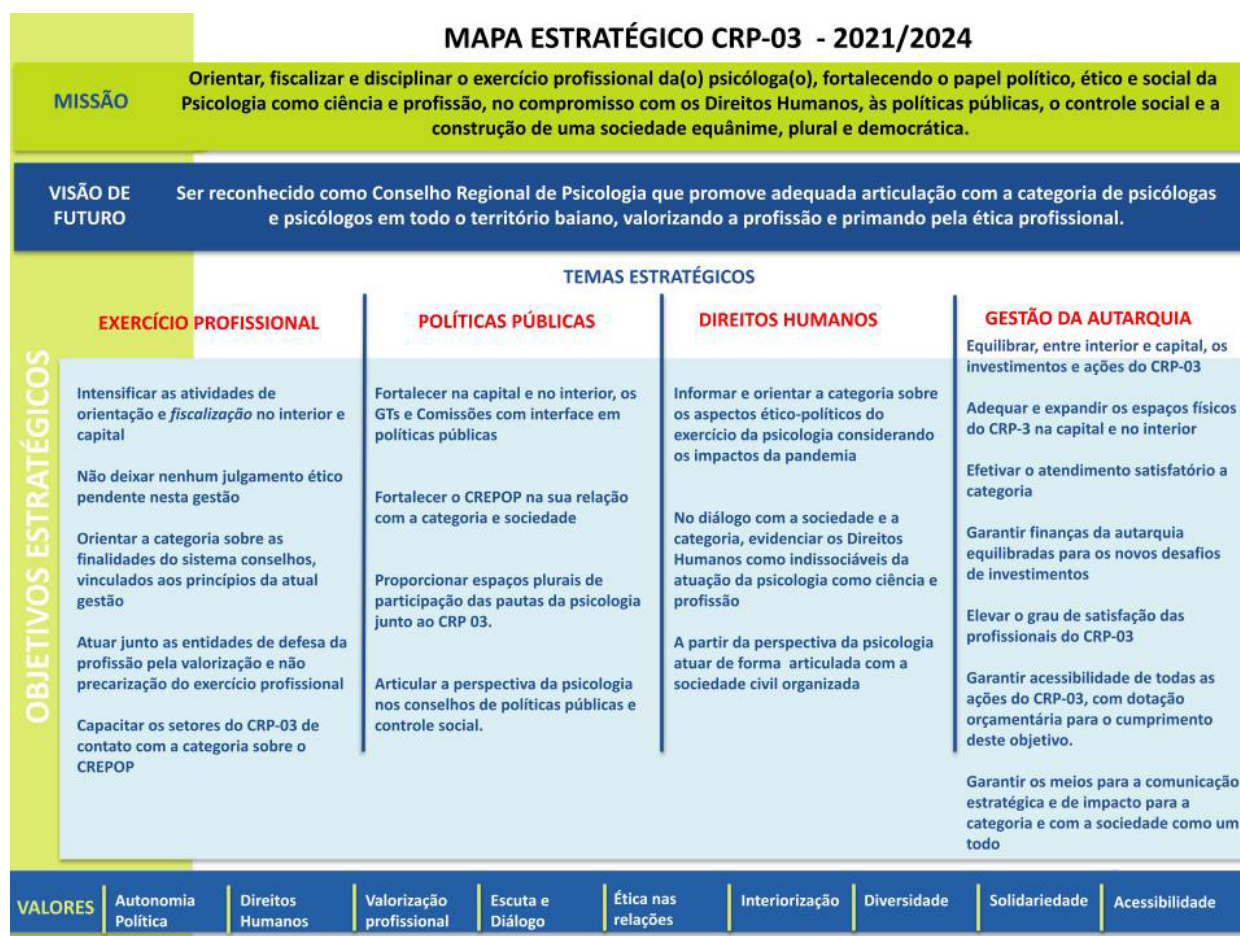 MAPA ESTRATÉGICO CRP-03 - 2021/2024
MISSÃO
Orientar, fiscalizar e disciplinar o exercício profissional da(o) psicóloga(o), fortalecendo o papel político, ético e social da
Psicologia como ciência e profissão, no compromisso com os Direitos Humanos, às políticas públicas, o controle social e a
construção de uma sociedade equânime, plural e democrática.
VISÃO DE
FUTURO
Ser reconhecido como Conselho Regional de Psicologia que promove adequada articulação com a categoria de psicólogas
e psicólogos em todo o território baiano, valorizando a profissão e primando pela ética profissional.
TEMAS ESTRATÉGICOS
OBJETIVOS ESTRATÉGICOS
EXERCÍCIO PROFISSIONAL
Intensificar as atividades de
orientação e fiscalização no interior e
capital
Não deixar nenhum julgamento ético
pendente nesta gestão
Orientar a categoria sobre as
finalidades do sistema conselhos,
vinculados aos princípios da atual
gestão
Atuar junto as entidades de defesa da
profissão pela valorização e não
precarização do exercício profissional
Capacitar os setores do CRP-03 de
contato com a categoria sobre o
CREPOP
POLÍTICAS PÚBLICAS
Fortalecer na capital e no interior, os
GTs e Comissões com interface em
políticas públicas
Fortalecer o CREPOP na sua relação
com a categoria e sociedade
Proporcionar espaços plurais de
participação das pautas da psicologia
junto ao CRP 03.
Articular a perspectiva da psicologia
nos conselhos de políticas públicas e
controle social.
DIREITOS HUMANOS
Informar e orientar a categoria sobre
os aspectos ético-políticos do
exercício da psicologia considerando
os impactos da pandemia
No diálogo com a sociedade e a
categoria, evidenciar os Direitos
Humanos como indissociáveis da
atuação da psicologia como ciência e
profissão
A partir da perspectiva da psicologia
atuar de forma articulada com a
sociedade civil organizada
GESTÃO DA AUTARQUIA
Equilibrar, entre interior e capital, os
investimentos e ações do CRP-03
Adequar e expandir os espaços físicos
do CRP-3 na capital e no interior
Efetivar o atendimento satisfatório a
categoria
Garantir finanças da autarquia
equilibradas para os novos desafios
de investimentos
Elevar o grau de satisfação das
profissionais do CRP-03
Garantir acessibilidade de todas as
ações do CRP-03, com dotação
orçamentária para o cumprimento
deste objetivo.
Garantir os meios para a comunicação
estratégica e de impacto para a
categoria e com a sociedade como um
todo
VALORES
Autonomia
Política
Direitos
Humanos
Valorização
profissional
Escuta e
Diálogo
Ética nas
relações
Interiorização
Diversidade
Solidariedade
Acessibilidade